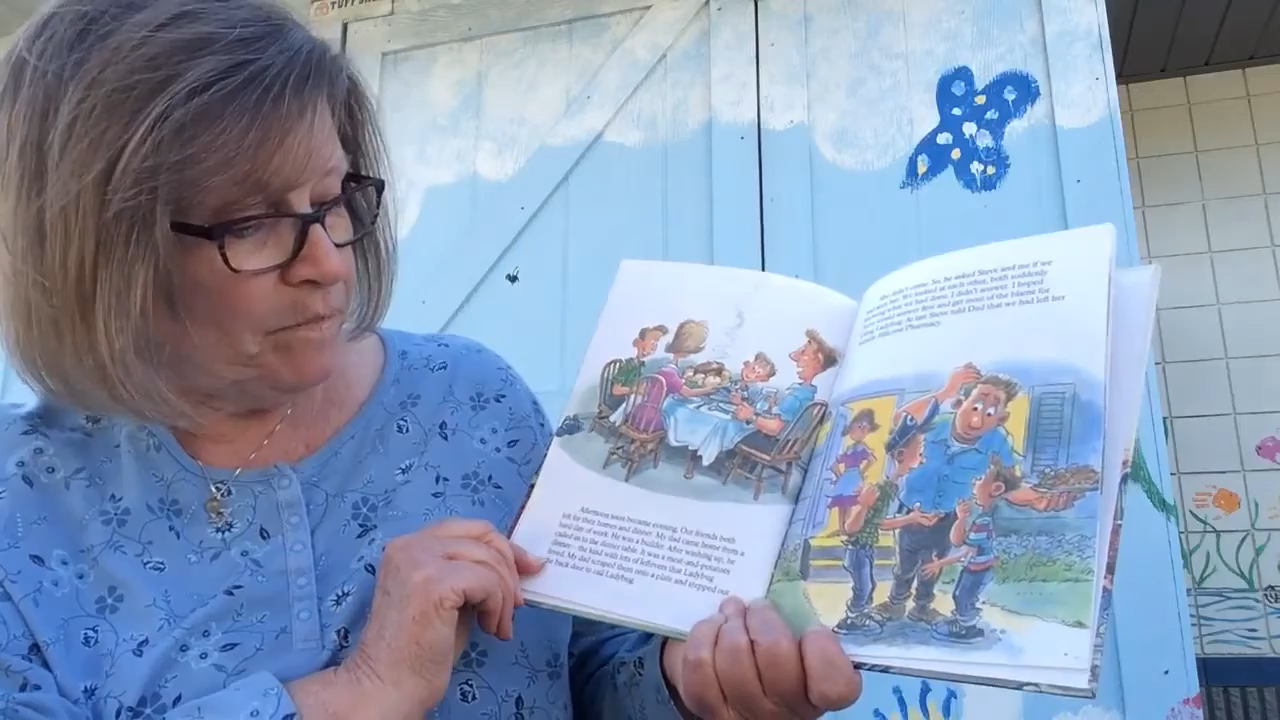 TUFF
Afternoon soon became evening. Our friends both
left for their homes and dinner. My dad came home from a
hard day of work. He was a builder. After washing up, he
called us to the dinner table. It was a meat-and-potatoes
dinner—the kind with lots of leftovers that Ladybug
loved. My dad scraped them onto a plate and stepped out
the back door to call Ladybug.
She didn't come. So, he asked Steve and me if we
had seen her. We looked at each other, both suddenly
knowing what we had done. I didn't answer. I hoped
Steve would answer first and get most of the blame for
losing Ladybug. At last Steve told Dad that we had left her
Pharmacy.